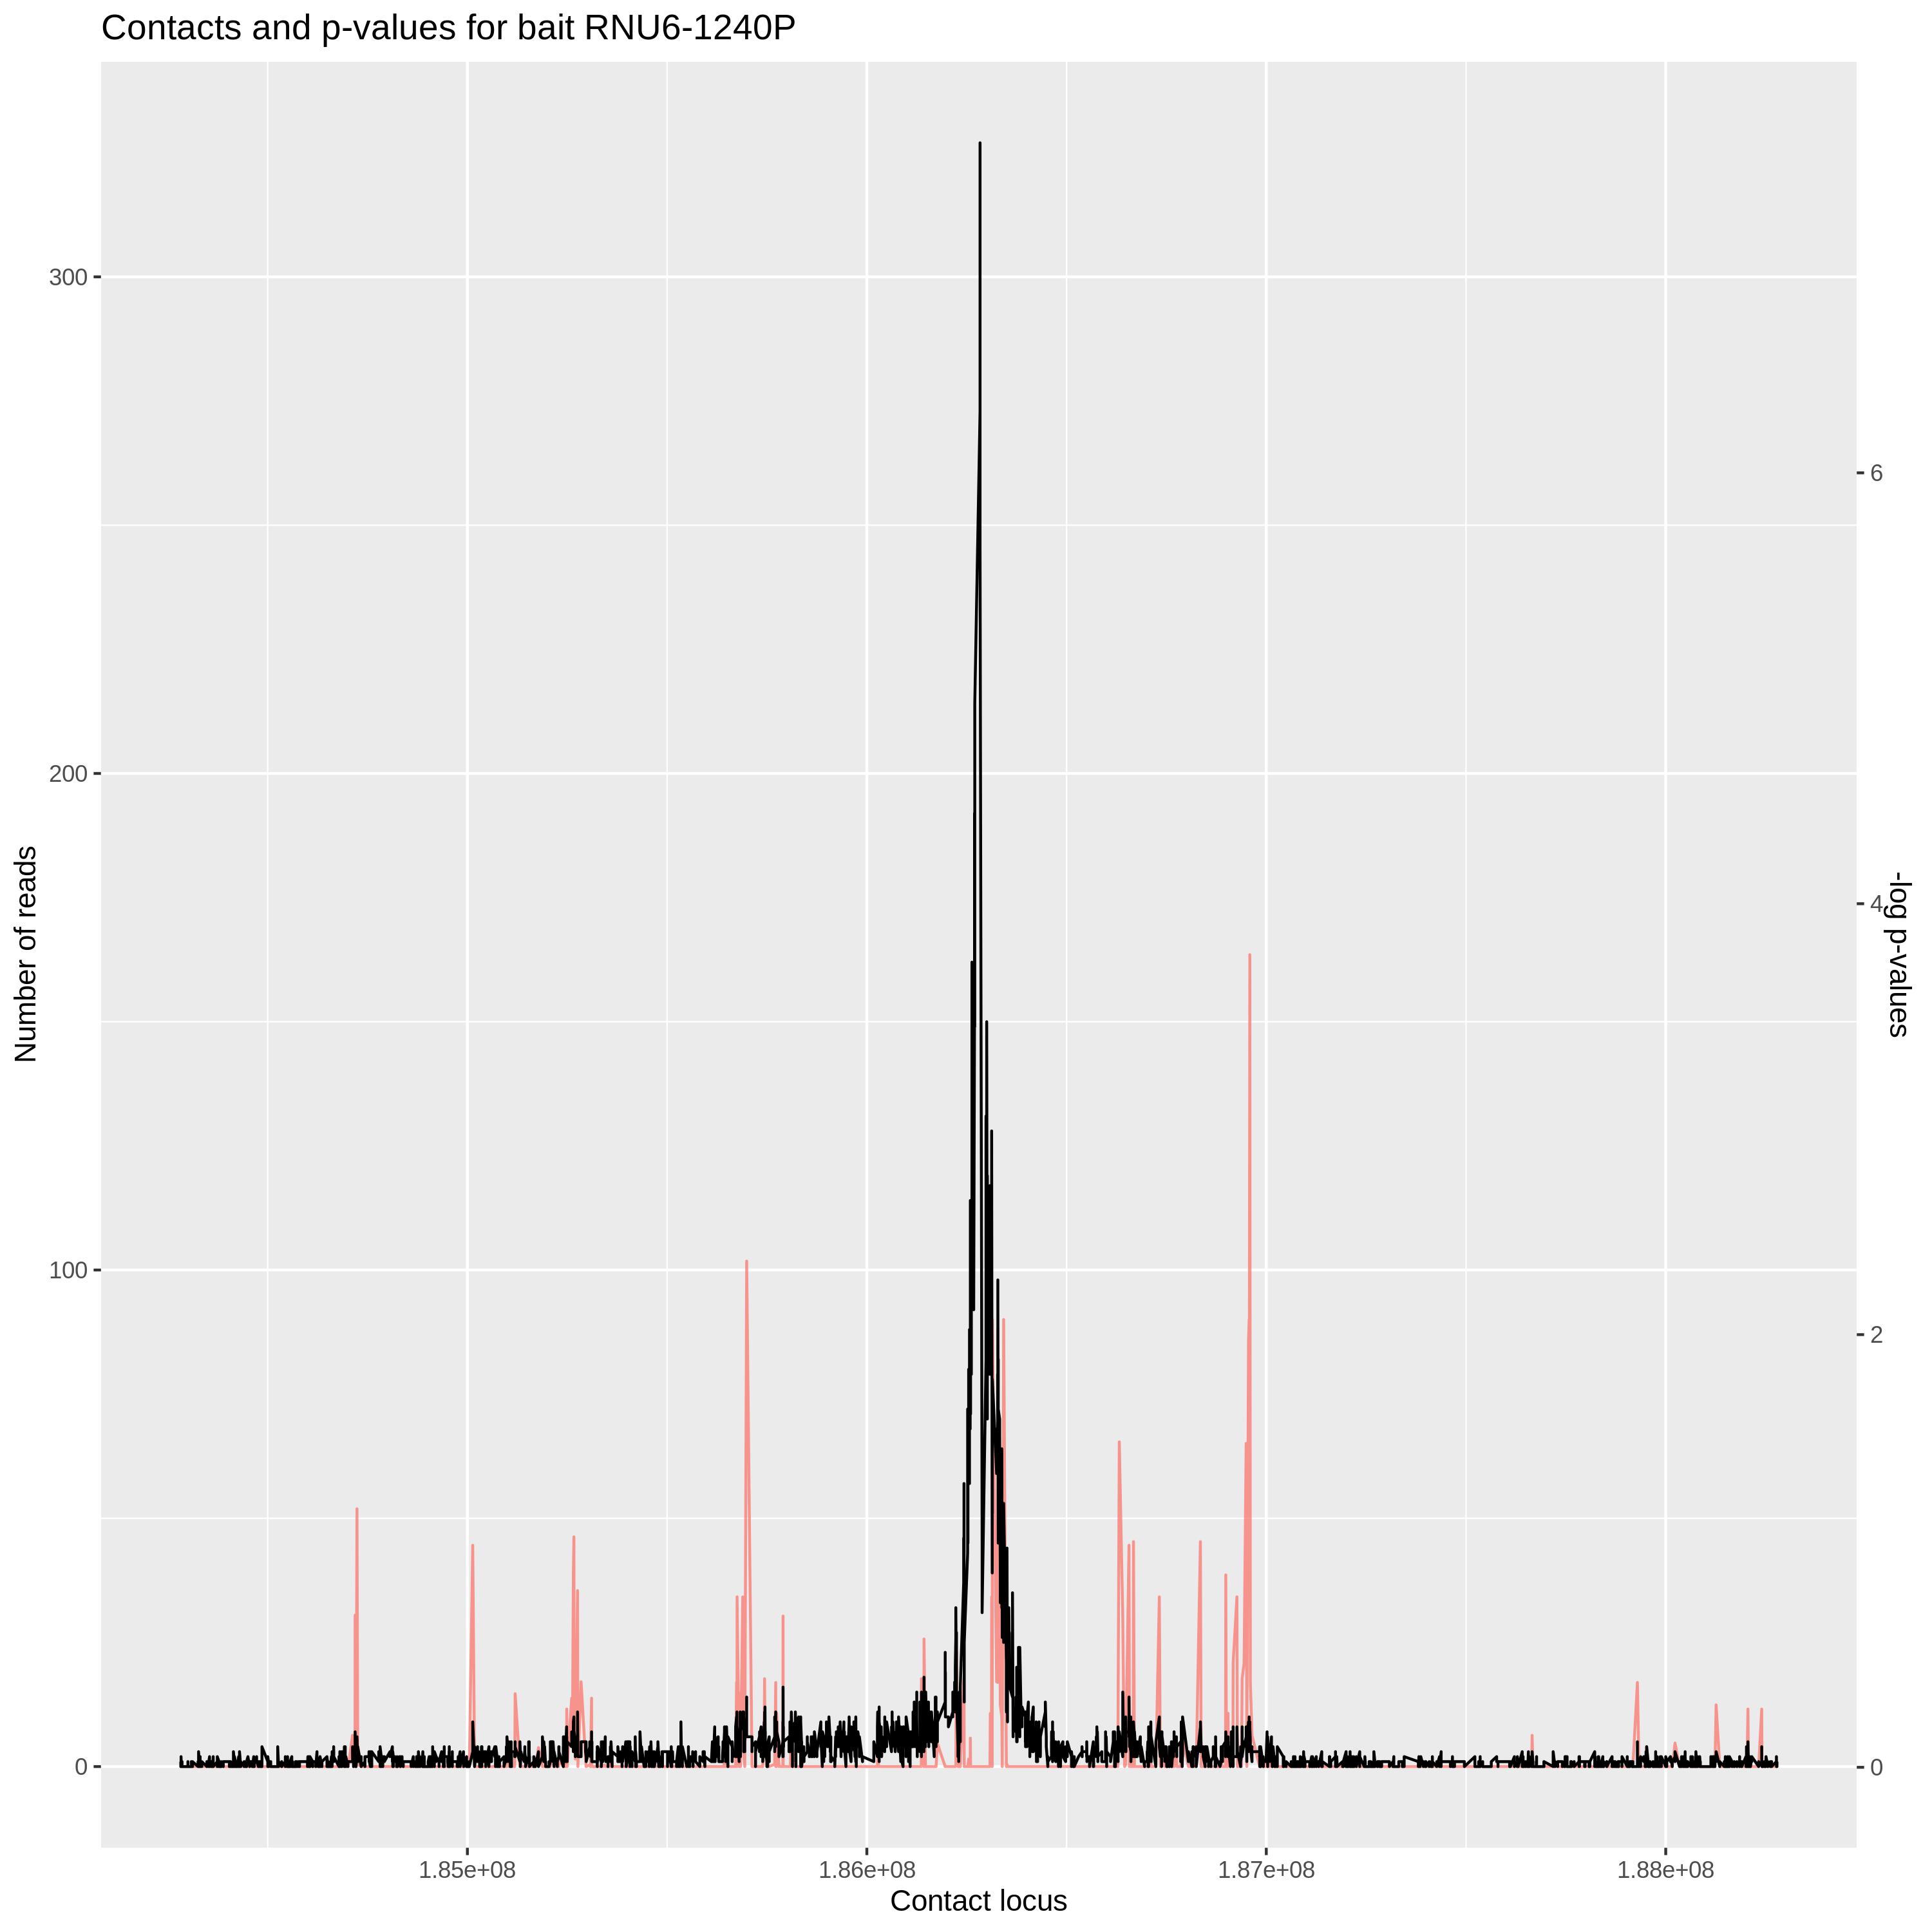 Contacts and p-values for bait RNU6-1240P
Number of reads
300
200
100
0
6
4
2
0
-log p-values
1.85e+08
1.86e+08
1.87e+08
1.88e+08
Contact locus